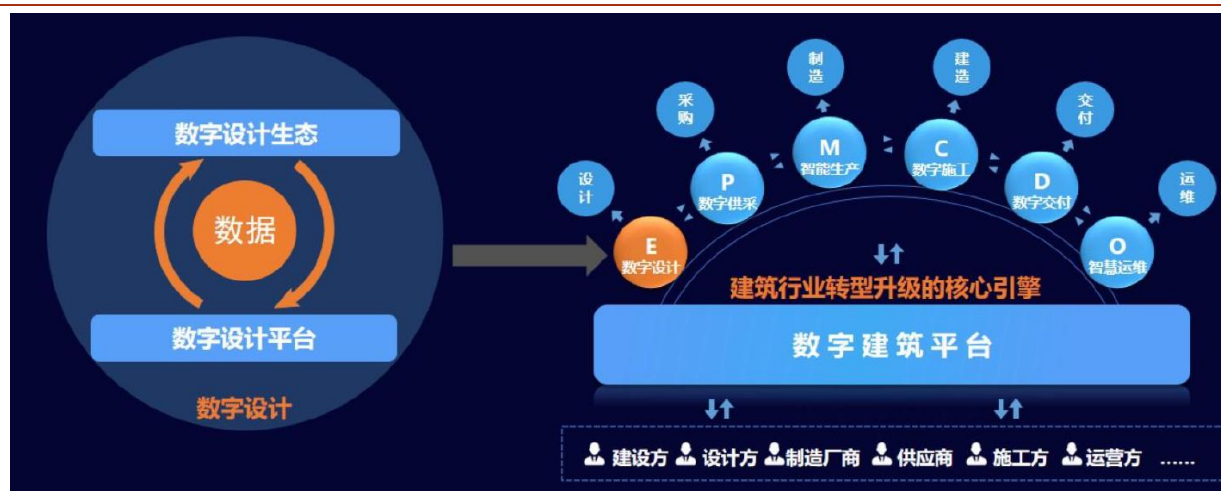 数字设计生态
数据
数字设计平台
数字设计
设计
采购
制造
建造
交付
运维
E
数字设计
P
数字供采
M
智能生产
C
数字施工
D
数字交付
O
智慧运维
建筑行业转型升级的核心引擎
数字建筑平台
建设方 设计方 制造厂商 供应商 施工方 运营方 ……